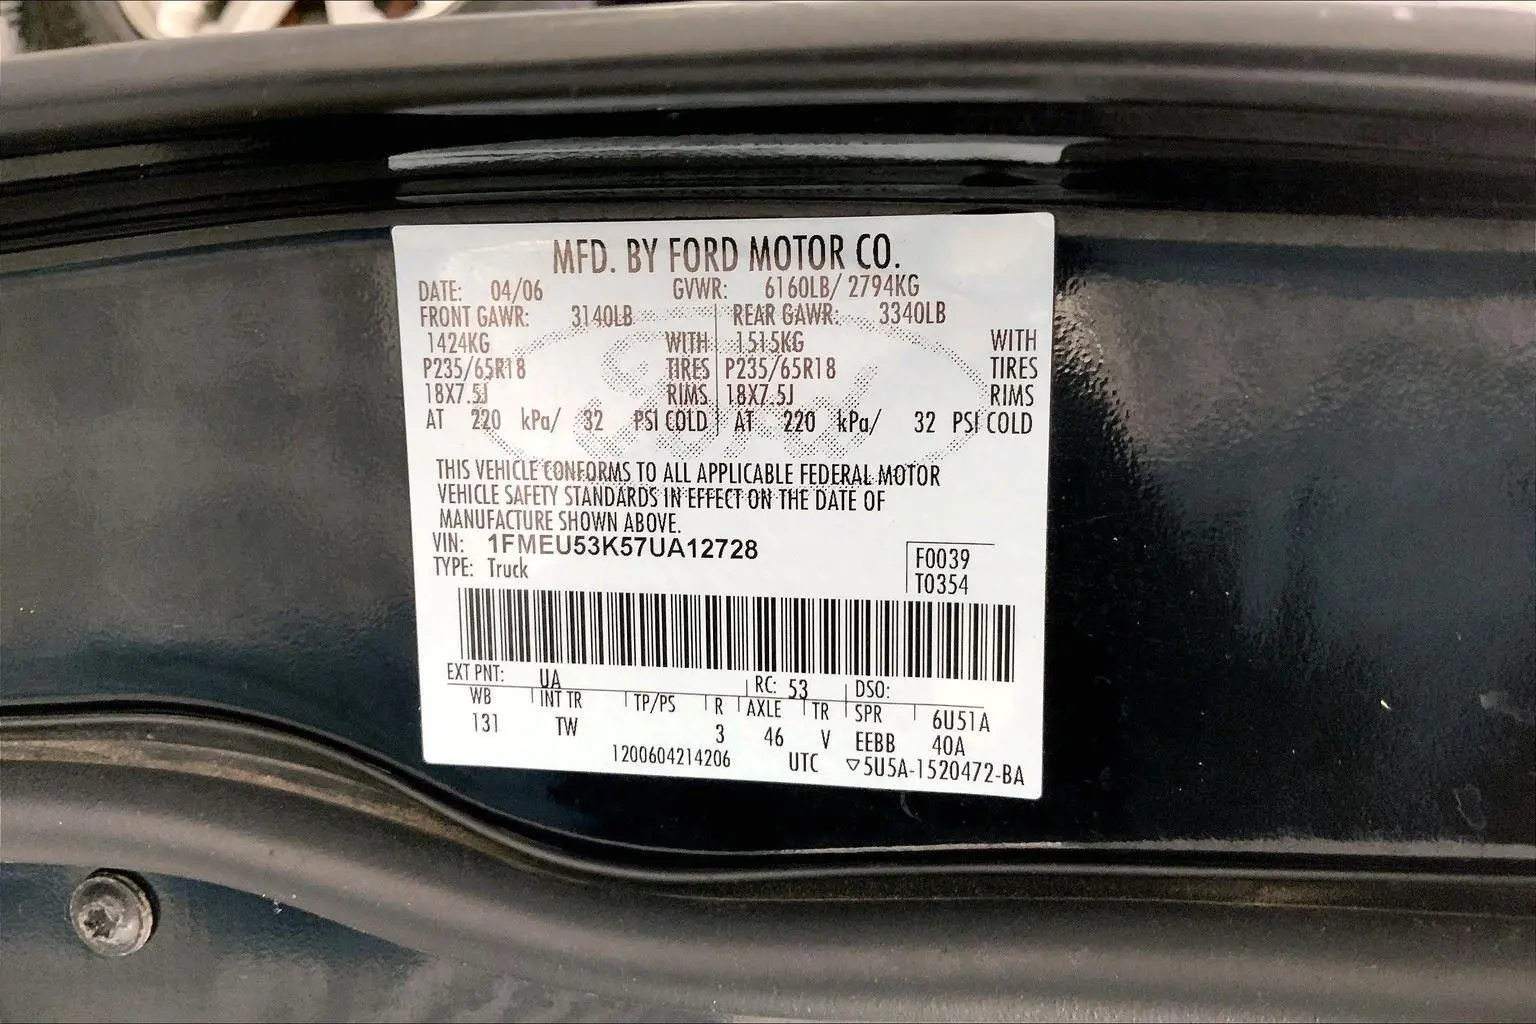 MFD. BY FORD MOTOR CO.
DATE: 04/06 GVWR: 6160LB/ 2794KG
FRONT GAWR: 3140LB REAR GAWR: 3340LB
1424KG WITH 1515KG WITH
P235/65R18 TIRES P235/65R18 TIRES
18X7.5J RIMS 18X7.5J RIMS
AT 220 kPa/ 32 PSI COLD AT 220 kPa/ 32 PSI COLD
THIS VEHICLE CONFORMS TO ALL APPLICABLE FEDERAL MOTOR
VEHICLE SAFETY STANDARDS IN EFFECT ON THE DATE OF
MANUFACTURE SHOWN ABOVE.
VIN: 1FMEU53K57UA12728 F0039
TYPE: Truck T0354
EXT PNT: UA RC: 53 DSO:
WB INT TR TP/PS R AXLE TR SPR 6U51A
131 TW 3 46 V EEBB 40A
1200604214206 UTC ▽5U5A-1520472-BA